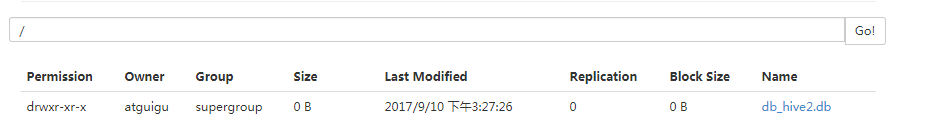 / Go!
Permission Owner Group Size Last Modified Replication Block Size Name
drwxr-xr-x atguigu supergroup 0 B 2017/9/10 下午3:27:26 0 0 B db_hive2.db